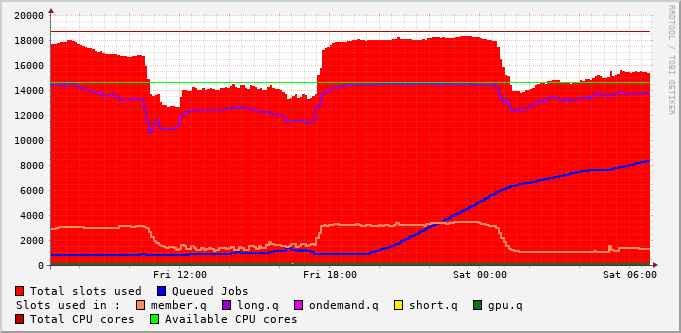 20000
18000
16000
14000
12000
10000
8000
6000
4000
2000
0
Fri 12:00 Fri 18:00 Sat 00:00 Sat 06:00
RRDTOOL / TOBI OETIKER
Total slots used Queued Jobs
Slots used in : member.q long.q ondemand.q short.q gpu.q
Total CPU cores Available CPU cores